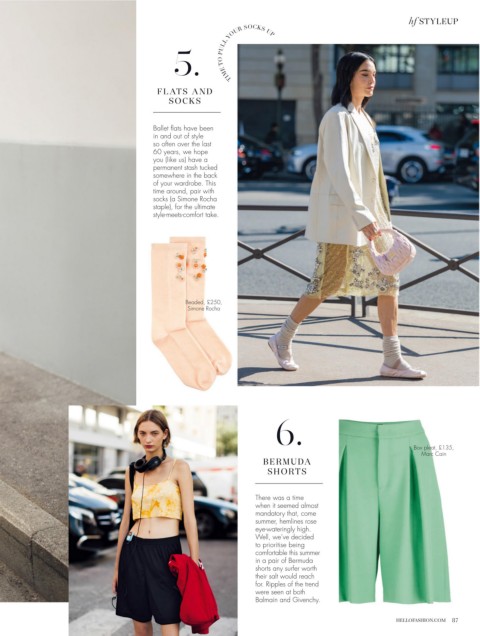 hf STYLEUP
TIME TO PULL YOUR SOCKS UP
5.
FLATS AND
SOCKS
Ballet flats have been
in and out of style
so often over the last
60 years, we hope
you (like us) have a
permanent stash tucked
somewhere in the back
of your wardrobe. This
time around, pair with
socks (a Simone Rocha
staple), for the ultimate
style-meets-comfort take.
Beaded, £250,
Simone Rocha
6.
BERMUDA
SHORTS
There was a time
when it seemed almost
mandatory that, come
summer, hemlines rose
eye-wateringly high.
Well, we've decided
to prioritise being
comfortable this summer
in a pair of Bermuda
shorts any surfer worth
their salt would reach
for. Ripples of the trend
were seen at both
Balmain and Givenchy.
Box pleat, £135,
Marc Cain
HELLOFASHION.COM 117